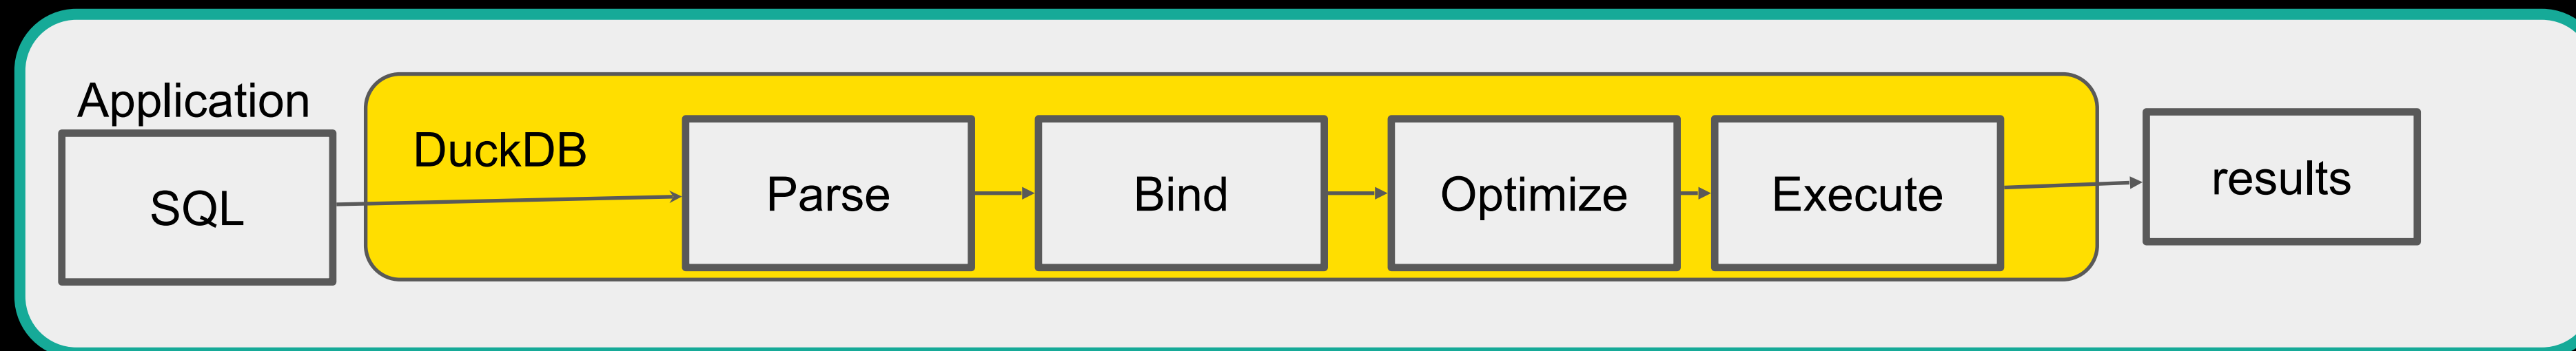 Application
SQL
DuckDB
Parse
Bind
Optimize
Execute
results